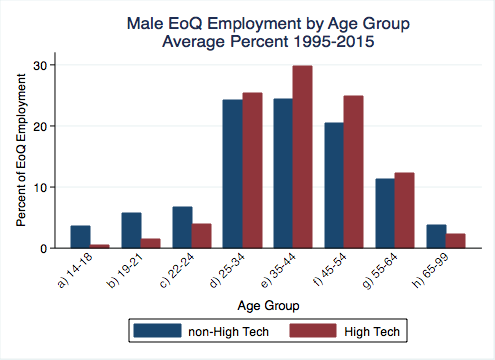 Male EoQ Employment by Age Group
Average Percent 1995-2015
Percent of EoQ Employment
30
20
10
0
a) 14-18
b) 19-21
c) 22-24
d) 25-34
e) 35-44
f) 45-54
g) 55-64
h) 65-99
Age Group
non-High Tech
High Tech